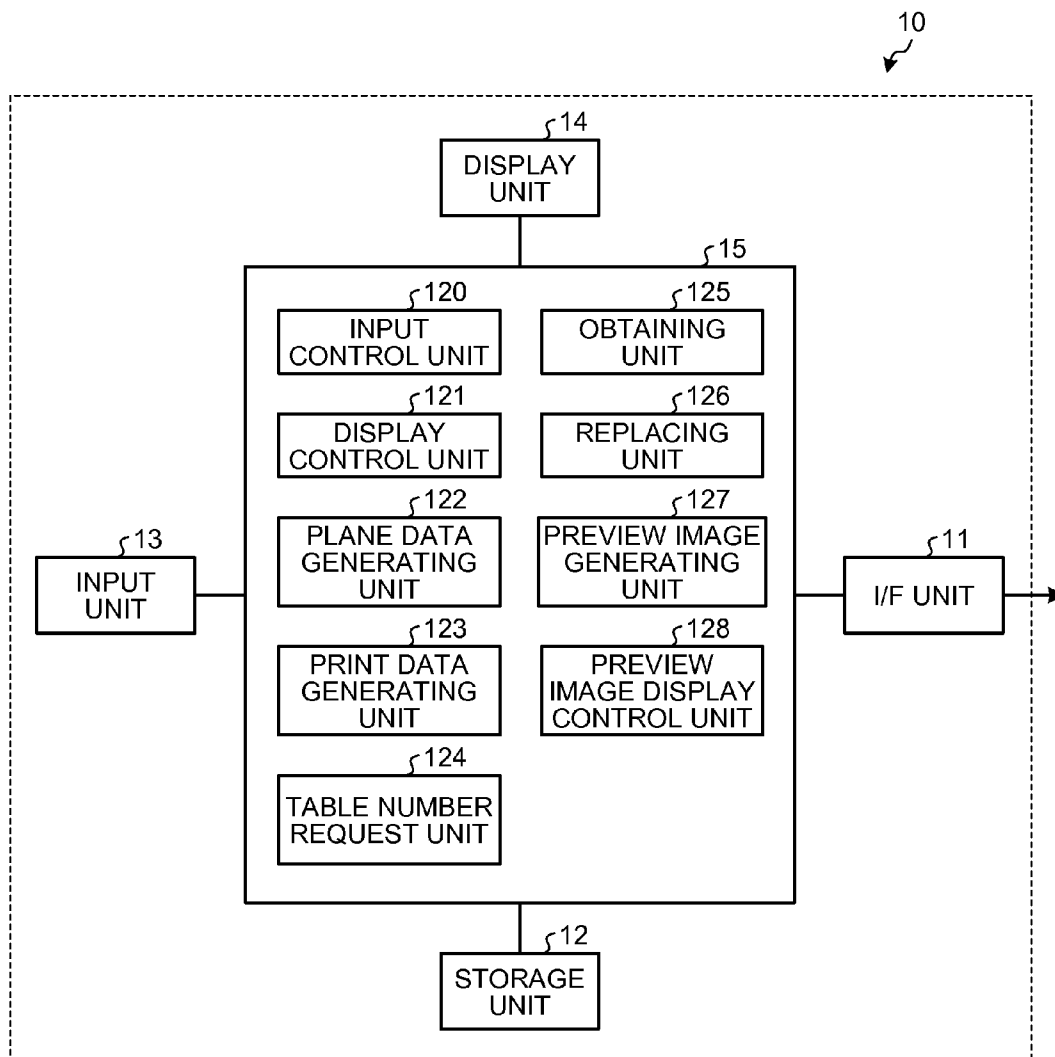 10
14
DISPLAY
UNIT
15
120
INPUT
CONTROL UNIT
125
OBTAINING
UNIT
121
DISPLAY
CONTROL UNIT
126
REPLACING
UNIT
122
PLANE DATA
GENERATING
UNIT
127
PREVIEW IMAGE
GENERATING
UNIT
13
INPUT
UNIT
11
I/F UNIT
123
PRINT DATA
GENERATING
UNIT
128
PREVIEW
IMAGE DISPLAY
CONTROL UNIT
124
TABLE NUMBER
REQUEST UNIT
12
STORAGE
UNIT